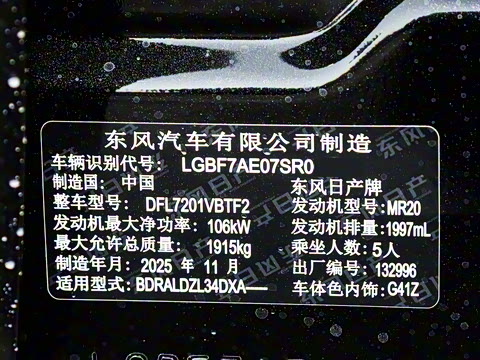 东风汽车有限公司制造
车辆识别代号: LGBF7AE07SR0
制造国: 中国 东风日产牌
整车型号: DFL7201VBTF2 发动机型号:MR20
发动机最大净功率: 106kW 发动机排量:1997mL
最大允许总质量: 1915kg 乘坐人数:5人
制造年月: 2025 年 11 月 出厂编号: 132996
适用型式: BDRALDZL34DXA—— 车体色内饰:G41Z